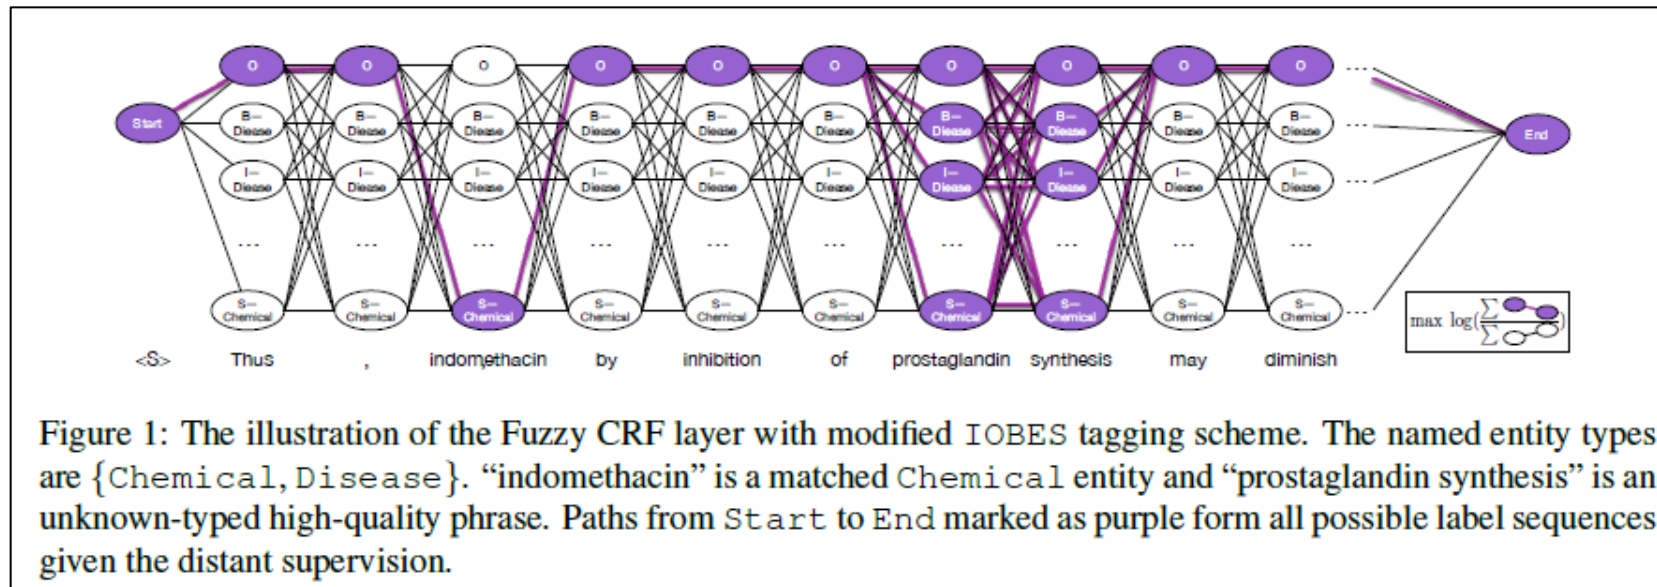 O O O O O O O O O O ...
Start B— Diease B— Diease B— Diease B— Diease B— Diease B— Diease B— Diease B— Diease B— Diease B— Diease ... End
I— Diease I— Diease I— Diease I— Diease I— Diease I— Diease I— Diease I— Diease I— Diease I— Diease ...
... ... ... ... ... ... ...
S— Chemical S— Chemical S— Chemical S— Chemical S— Chemical S— Chemical S— Chemical S— Chemical S— Chemical S— Chemical ...
max log(∑ / ∑)
<S> Thus , indomethacin by inhibition of prostaglandin synthesis may diminish
Figure 1: The illustration of the Fuzzy CRF layer with modified IOBES tagging scheme. The named entity types
are {Chemical, Disease}. “indomethacin” is a matched Chemical entity and “prostaglandin synthesis” is an
unknown-typed high-quality phrase. Paths from Start to End marked as purple form all possible label sequences
given the distant supervision.